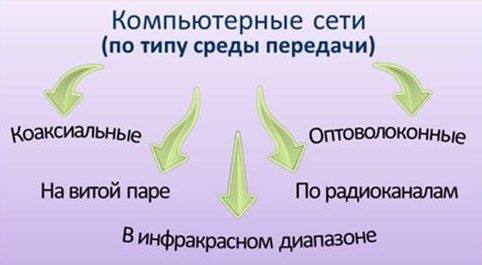 Компьютерные сети
(по типу среды передачи)
Коаксиальные
Оптоволоконные
На витой паре
По радиоканалам
В инфракрасном диапазоне